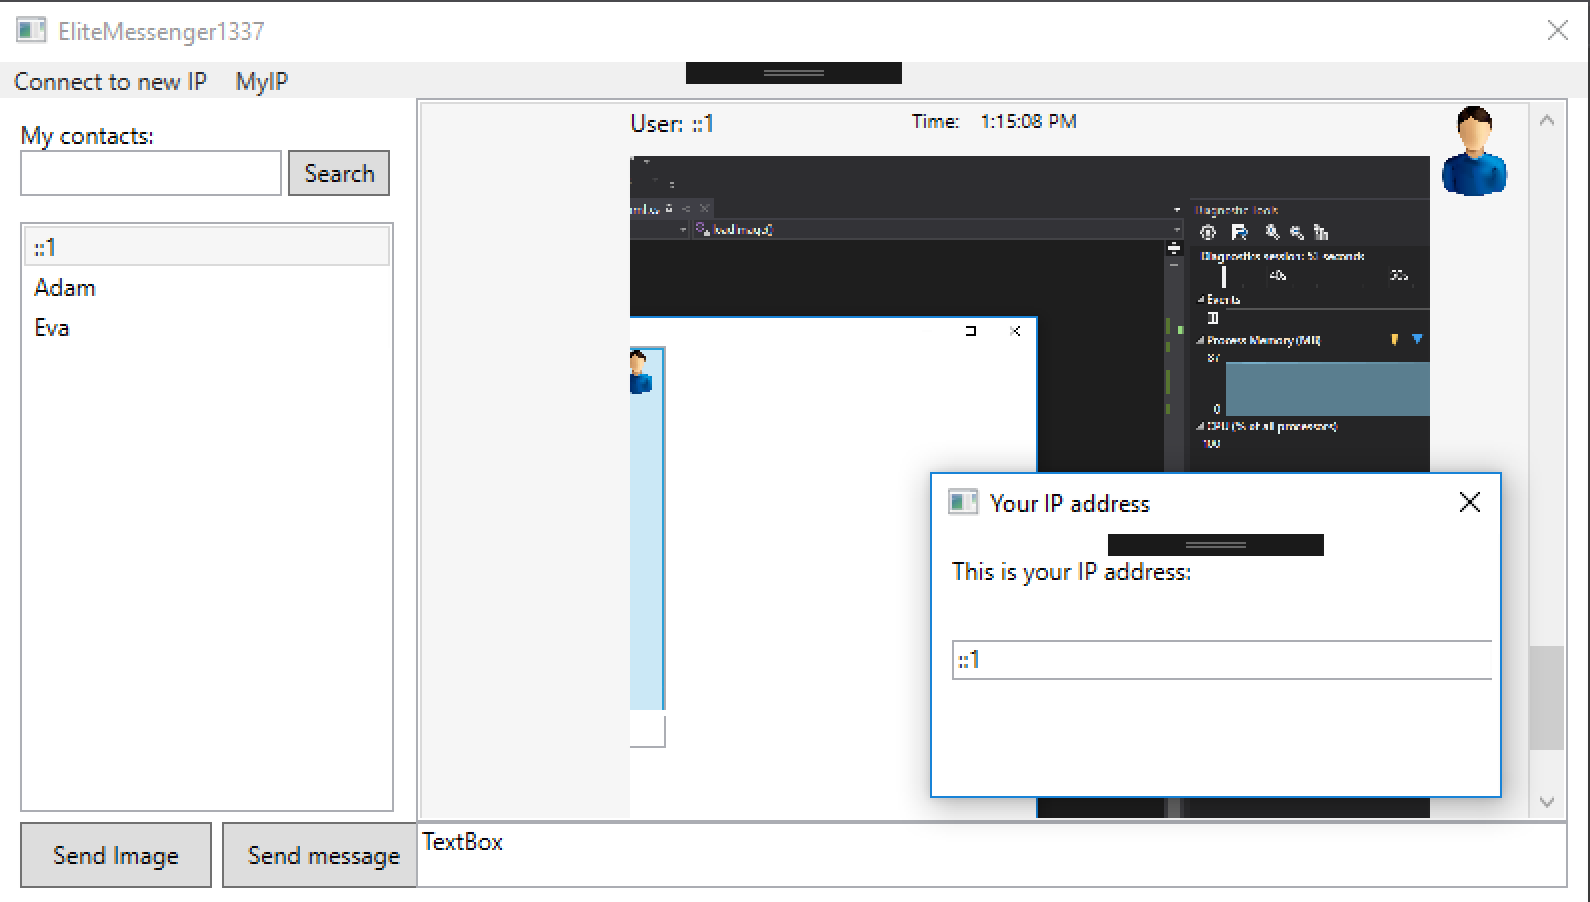 EliteMessenger1337
Connect to new IP MyIP
My contacts:
Search
::1
Adam
Eva
Send Image
Send message
User: ::1 Time: 1:15:08 PM
Diagnostic Tools
Diagnostics session: 53 seconds
40s 50s
Events
Process Memory (MB)
87
0
CPU (% of all processors)
100
Your IP address
This is your IP address:
::1
TextBox